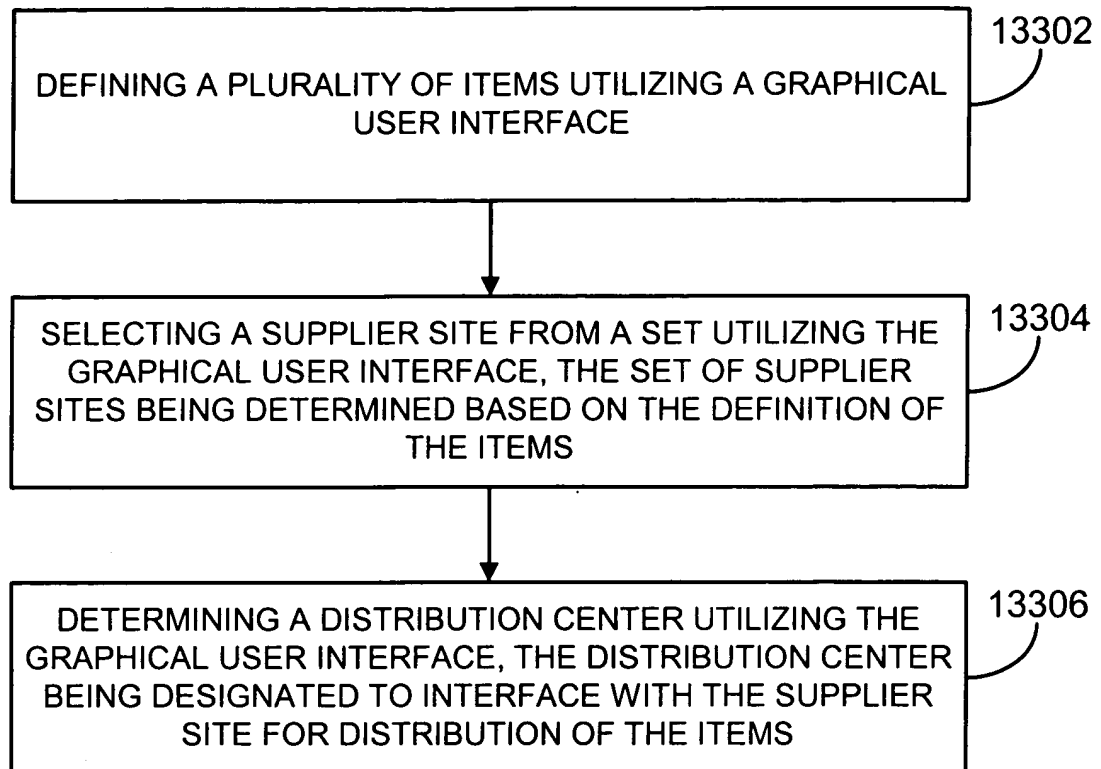 13302
DEFINING A PLURALITY OF ITEMS UTILIZING A GRAPHICAL
USER INTERFACE
13304
SELECTING A SUPPLIER SITE FROM A SET UTILIZING THE
GRAPHICAL USER INTERFACE, THE SET OF SUPPLIER
SITES BEING DETERMINED BASED ON THE DEFINITION OF
THE ITEMS
13306
DETERMINING A DISTRIBUTION CENTER UTILIZING THE
GRAPHICAL USER INTERFACE, THE DISTRIBUTION CENTER
BEING DESIGNATED TO INTERFACE WITH THE SUPPLIER
SITE FOR DISTRIBUTION OF THE ITEMS